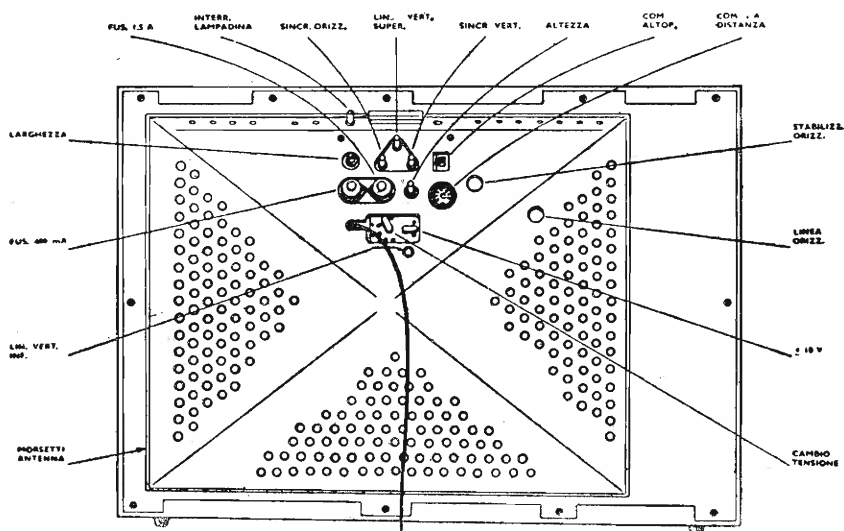 FUS. 1.5 A
INTERR.
LAMPADINA
SINCR. ORIZZ.
LIN. VERT.
SUPER.
SINCR. VERT.
ALTEZZA
COM
ALTOP.
COM A
DISTANZA
LARGHEZZA
STABILIZZ.
ORIZZ.
FUS. 400 mA
LINEA
ORIZZ.
LIN. VERT.
INF.
± 10 V
MORSETTI
ANTENNA
CAMBIO
TENSIONE